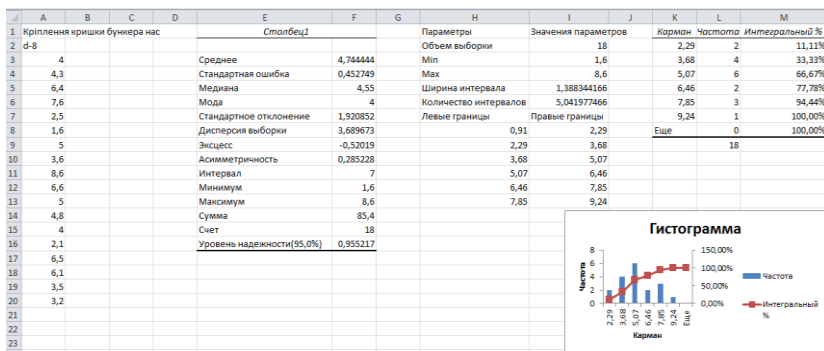 A B C D E F G H I J K L M
1 Кріплення кришки бункера нас Столбец1 Параметры Значения параметров Карман Частота Интегральный %
2 d-8 Объем выборки 18 2,29 2 11,11%
3 4 Среднее 4,744444 Min 1,6 3,68 4 33,33%
4 4,3 Стандартная ошибка 0,452749 Max 8,6 5,07 6 66,67%
5 6,4 Медиана 4,55 Ширина интервала 1,388344166 6,46 2 77,78%
6 7,6 Мода 4 Количество интервалов 5,041977466 7,85 3 94,44%
7 2,5 Стандартное отклонение 1,920852 Левые границы Правые границы 9,24 1 100,00%
8 1,6 Дисперсия выборки 3,689673 0,91 2,29 Еще 0 100,00%
9 5 Эксцесс -0,52019 2,29 3,68 18
10 3,6 Асимметричность 0,285228 3,68 5,07
11 8,6 Интервал 7 5,07 6,46
12 6,6 Минимум 1,6 6,46 7,85
13 5 Максимум 8,6 7,85 9,24
14 4,8 Сумма 85,4
15 4 Счет 18
16 2,1 Уровень надежности(95,0%) 0,955217
17 6,5
18 6,1
19 3,5
20 3,2
21
22
23
Гистограмма
Частота
8
6
4
2
0
150,00%
100,00%
50,00%
0,00%
2,29 3,68 5,07 6,46 7,85 9,24 Еще
Карман
Частота
Интегральный
%